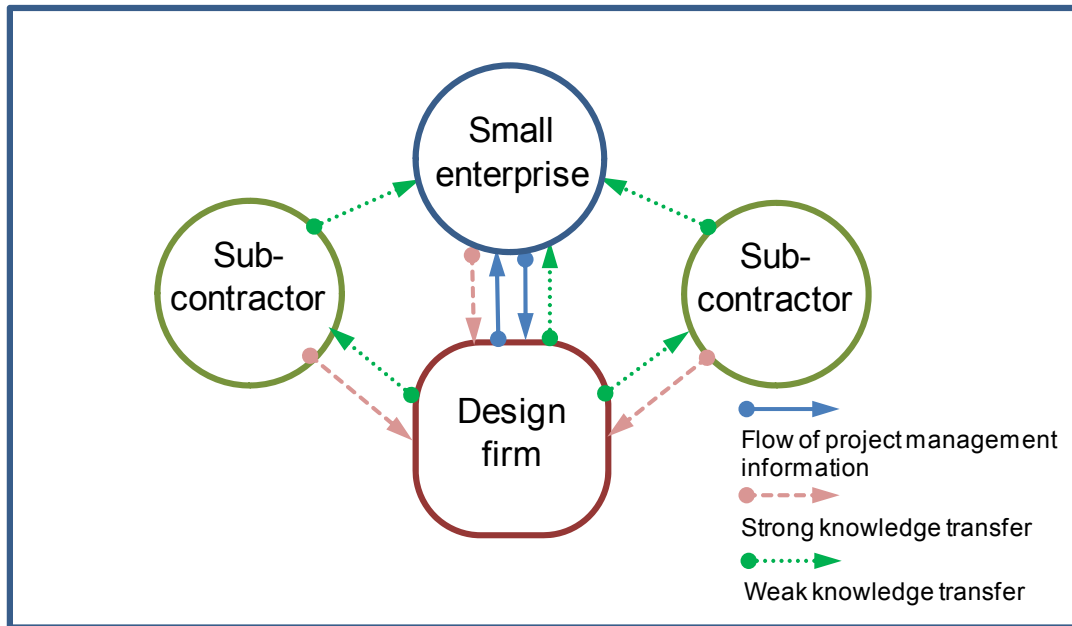 Small
enterprise
Sub-
contractor
Sub-
contractor
Design
firm
Flow of project management
information
Strong knowledge transfer
Weak knowledge transfer